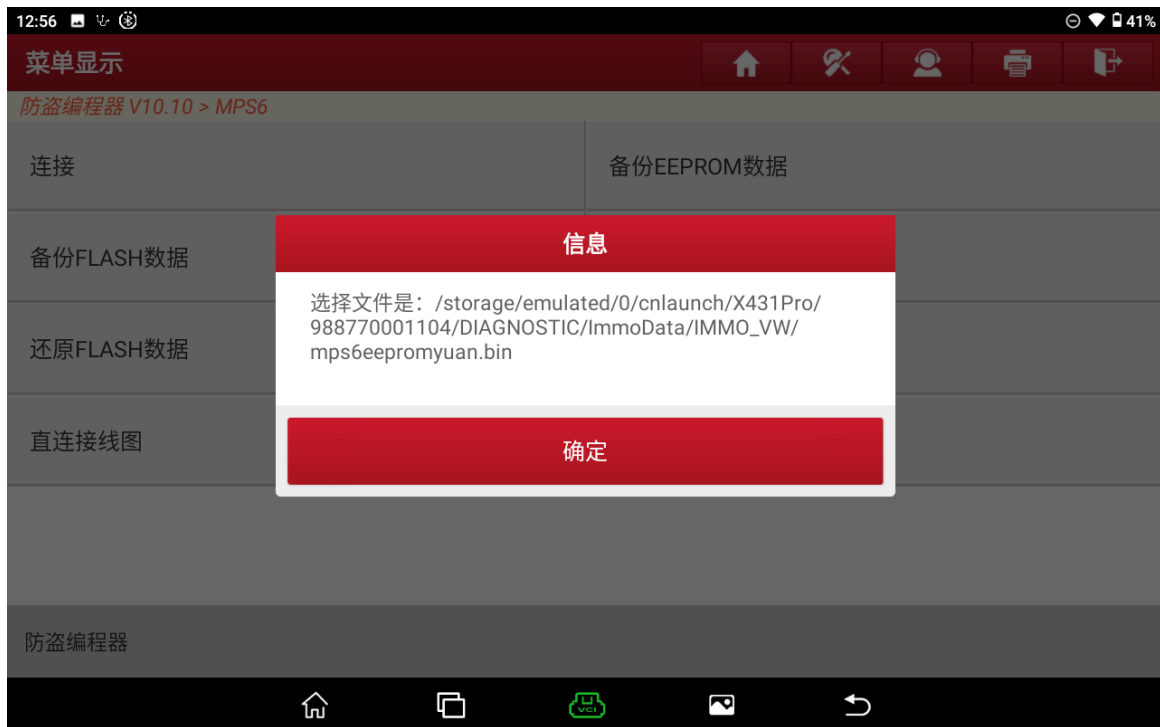 12:56
41%
菜单显示
防盗编程器 V10.10 > MPS6
连接
备份EEPROM数据
备份FLASH数据
信息
选择文件是：/storage/emulated/0/cnlaunch/X431Pro/
988770001104/DIAGNOSTIC/ImmoData/IMMO_VW/
mps6eepromyuan.bin
还原FLASH数据
直连接线图
确定
防盗编程器
VCI